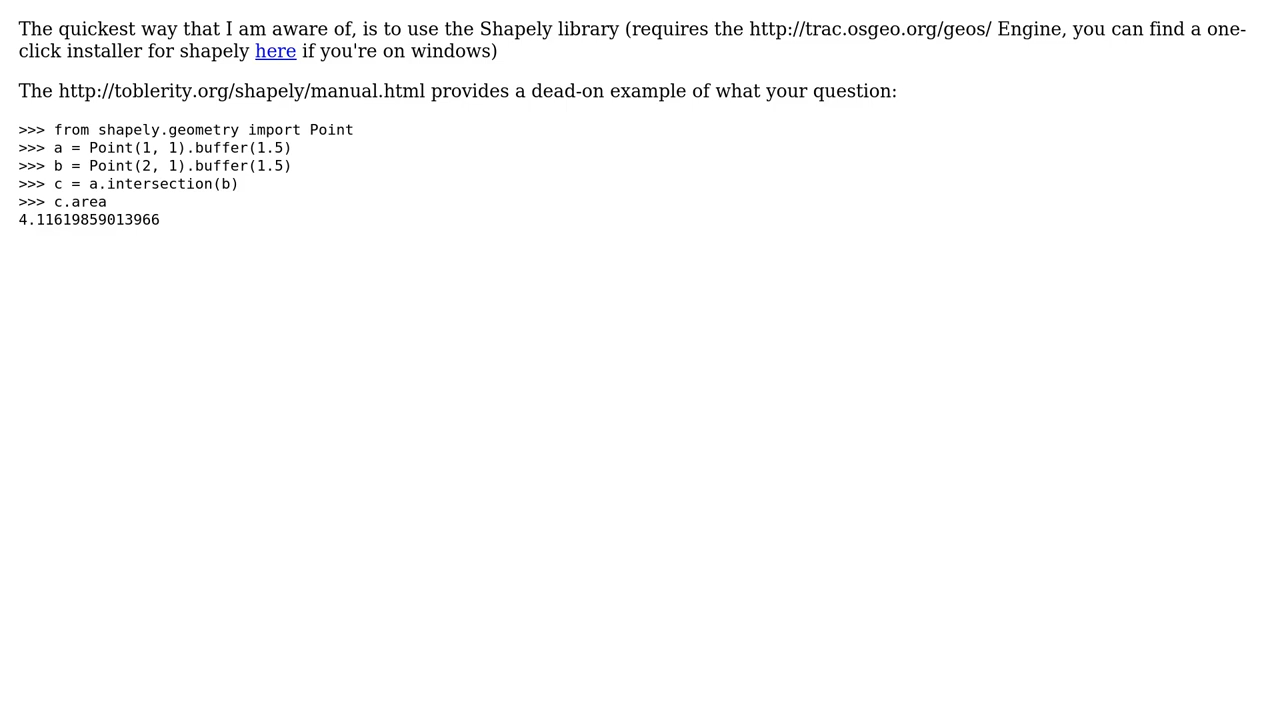 The quickest way that I am aware of, is to use the Shapely library (requires the http://trac.osgeo.org/geos/ Engine, you can find a one-
click installer for shapely here if you're on windows)
The http://toblerity.org/shapely/manual.html provides a dead-on example of what your question:
>>> from shapely.geometry import Point
>>> a = Point(1, 1).buffer(1.5)
>>> b = Point(2, 1).buffer(1.5)
>>> c = a.intersection(b)
>>> c.area
4.11619859013966